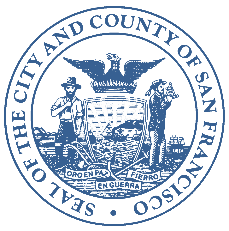 SEAL OF THE CITY AND COUNTY OF SAN FRANCISCO
ORO EN PAZ
FIERRO
EN GUERRA